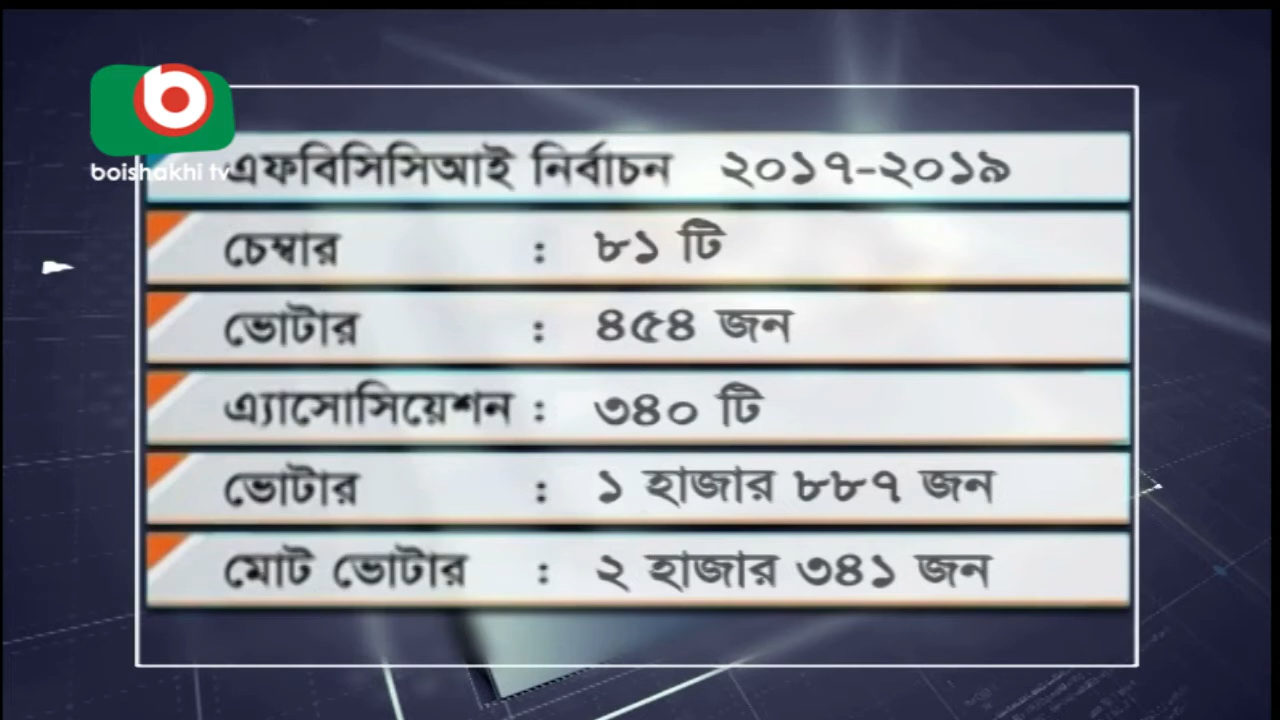 boishakhi tv
এফবিসিসিআই নির্বাচন ২০১৭-২০১৯
চেম্বার : ৮১ টি
ভোটার : ৪৫৪ জন
এ্যাসোসিয়েশন : ৩৪০ টি
ভোটার : ১ হাজার ৮৮৭ জন
মোট ভোটার : ২ হাজার ৩৪১ জন